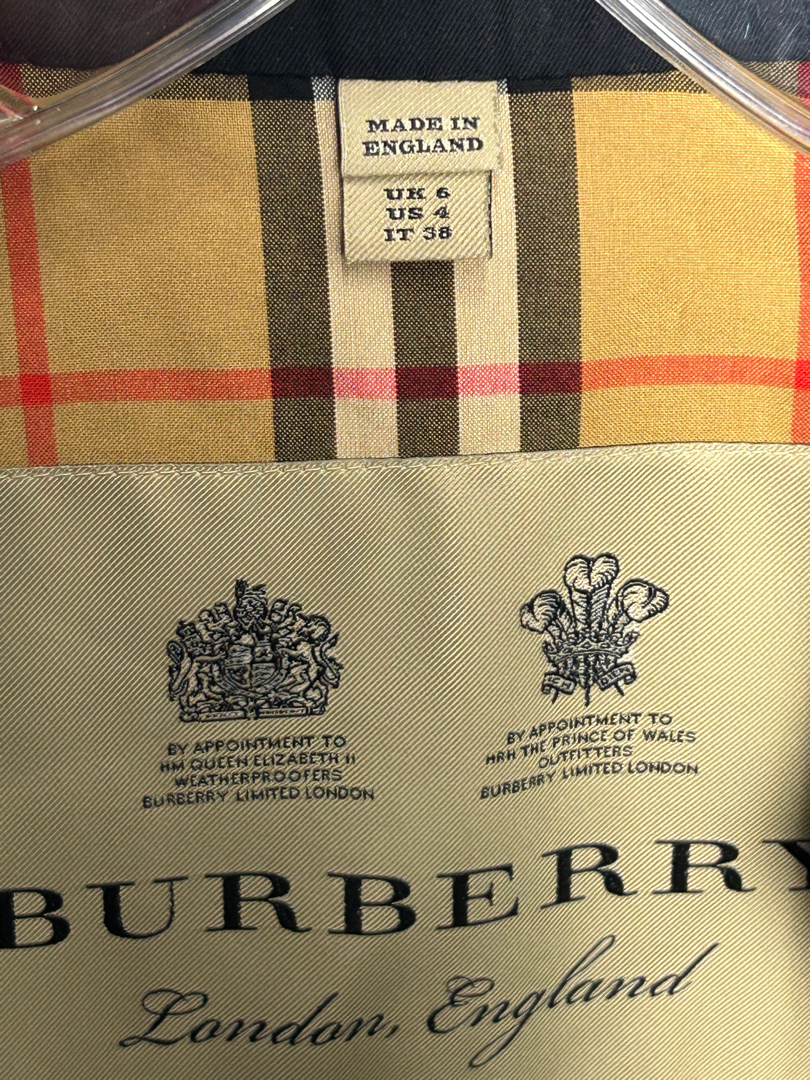 MADE IN
ENGLAND
UK 6
US 4
IT 38
BY APPOINTMENT TO
HM QUEEN ELIZABETH II
WEATHERPROOFERS
BURBERRY LIMITED LONDON
BY APPOINTMENT TO
HRH THE PRINCE OF WALES
OUTFITTERS
BURBERRY LIMITED LONDON
BURBERRY
London, England